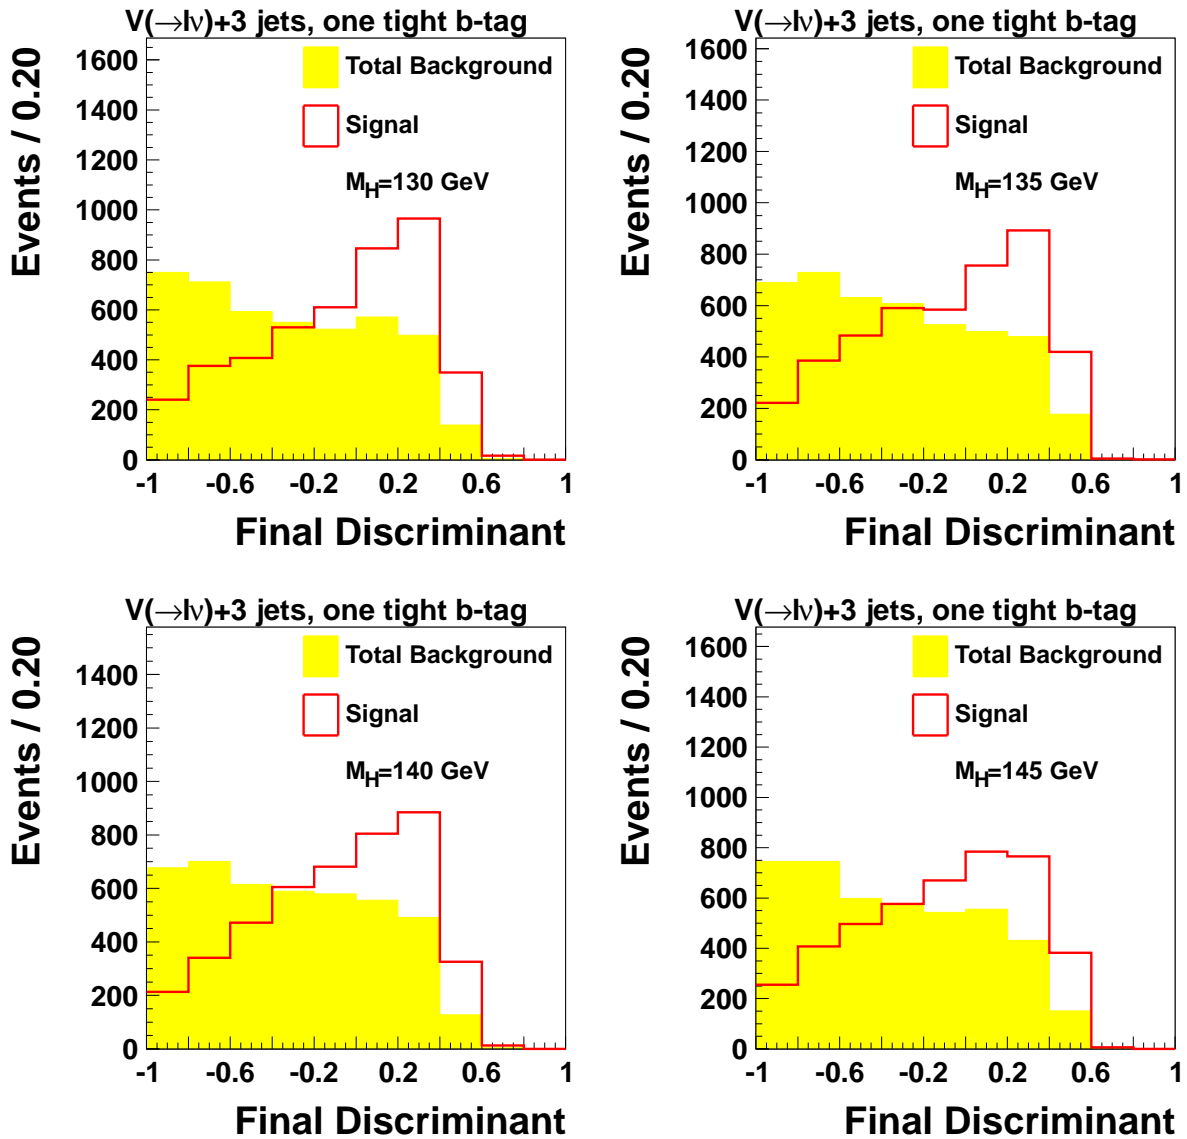 V(→lν)+3 jets, one tight b-tag
Events / 0.20
1600
1400
1200
1000
800
600
400
200
0
Total Background
Signal
M_H=130 GeV
-1 -0.6 -0.2 0.2 0.6 1
Final Discriminant
V(→lν)+3 jets, one tight b-tag
Events / 0.20
1600
1400
1200
1000
800
600
400
200
0
Total Background
Signal
M_H=135 GeV
-1 -0.6 -0.2 0.2 0.6 1
Final Discriminant
V(→lν)+3 jets, one tight b-tag
Events / 0.20
1400
1200
1000
800
600
400
200
0
Total Background
Signal
M_H=140 GeV
-1 -0.6 -0.2 0.2 0.6 1
Final Discriminant
V(→lν)+3 jets, one tight b-tag
Events / 0.20
1600
1400
1200
1000
800
600
400
200
0
Total Background
Signal
M_H=145 GeV
-1 -0.6 -0.2 0.2 0.6 1
Final Discriminant